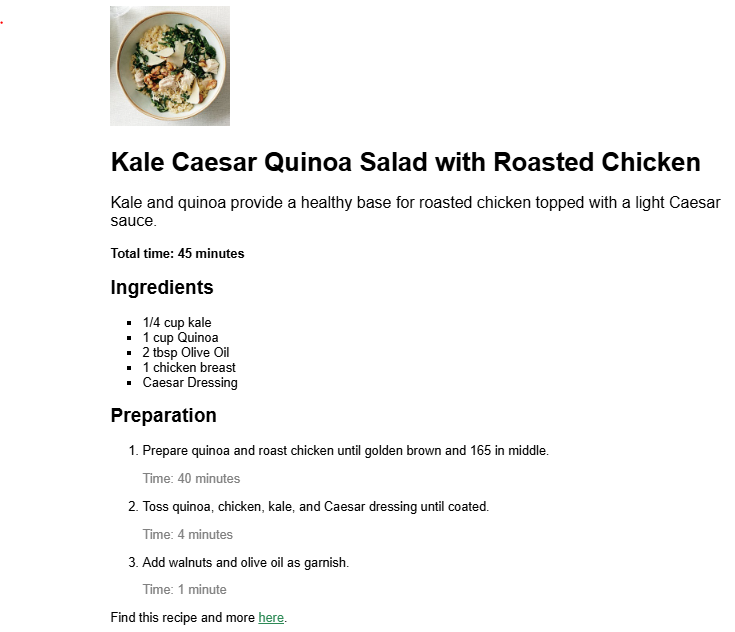 Kale Caesar Quinoa Salad with Roasted Chicken
Kale and quinoa provide a healthy base for roasted chicken topped with a light Caesar
sauce.
Total time: 45 minutes
Ingredients
▪ 1/4 cup kale
▪ 1 cup Quinoa
▪ 2 tbsp Olive Oil
▪ 1 chicken breast
▪ Caesar Dressing
Preparation
1. Prepare quinoa and roast chicken until golden brown and 165 in middle.
Time: 40 minutes
2. Toss quinoa, chicken, kale, and Caesar dressing until coated.
Time: 4 minutes
3. Add walnuts and olive oil as garnish.
Time: 1 minute
Find this recipe and more here.